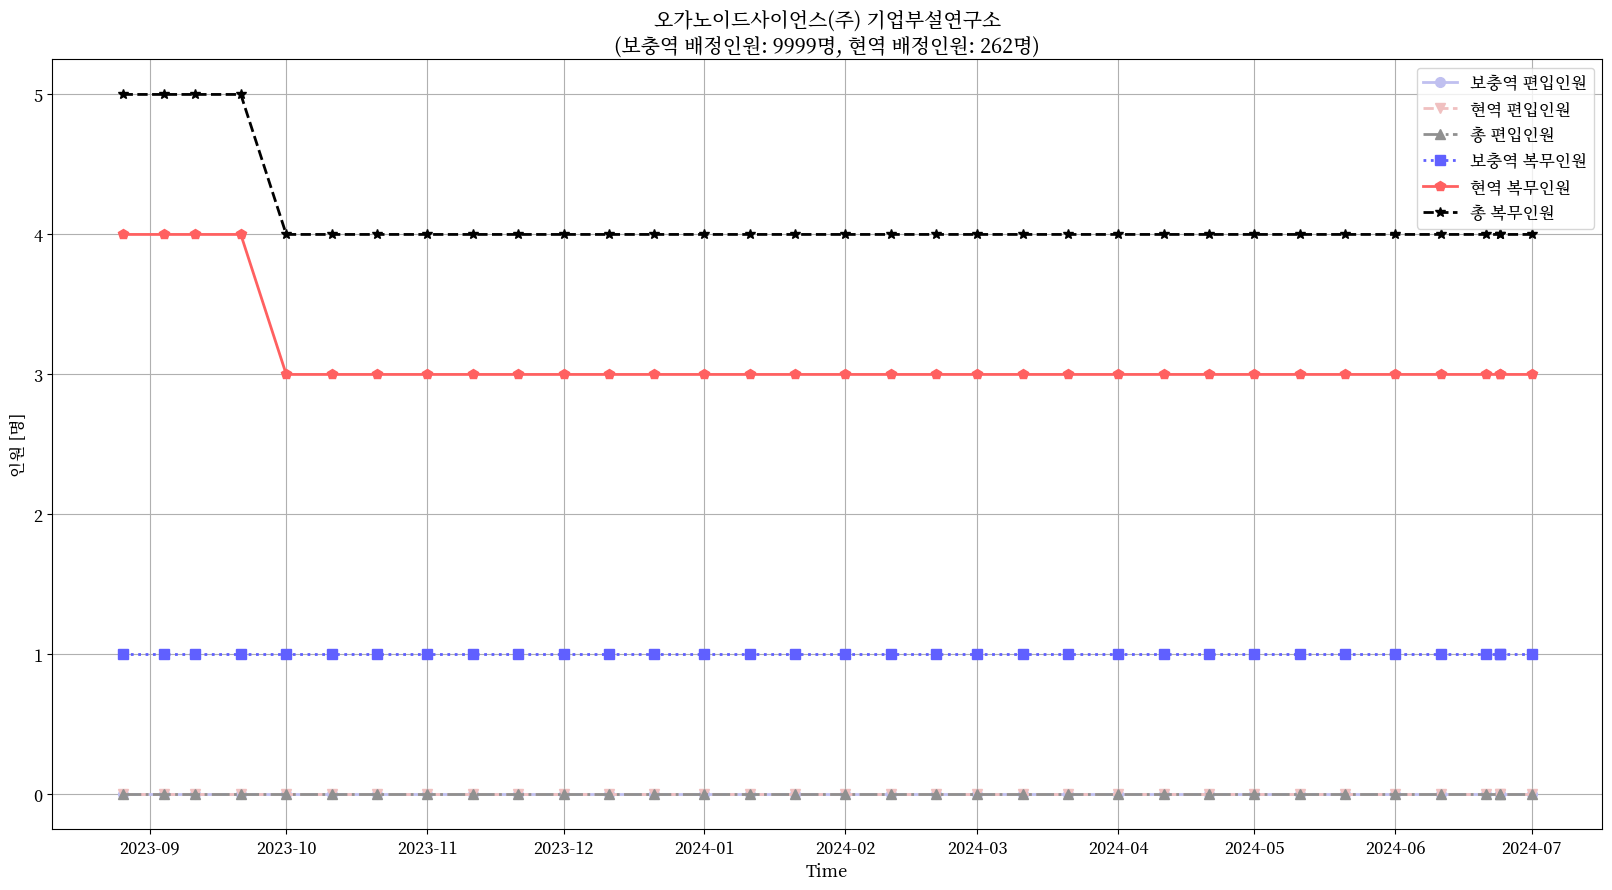 오가노이드사이언스(주) 기업부설연구소
(보충역 배정인원: 9999명, 현역 배정인원: 262명)
보충역 편입인원
현역 편입인원
총 편입인원
보충역 복무인원
현역 복무인원
총 복무인원
인원 [명]
5
4
3
2
1
0
2023-09
2023-10
2023-11
2023-12
2024-01
2024-02
2024-03
2024-04
2024-05
2024-06
2024-07
Time